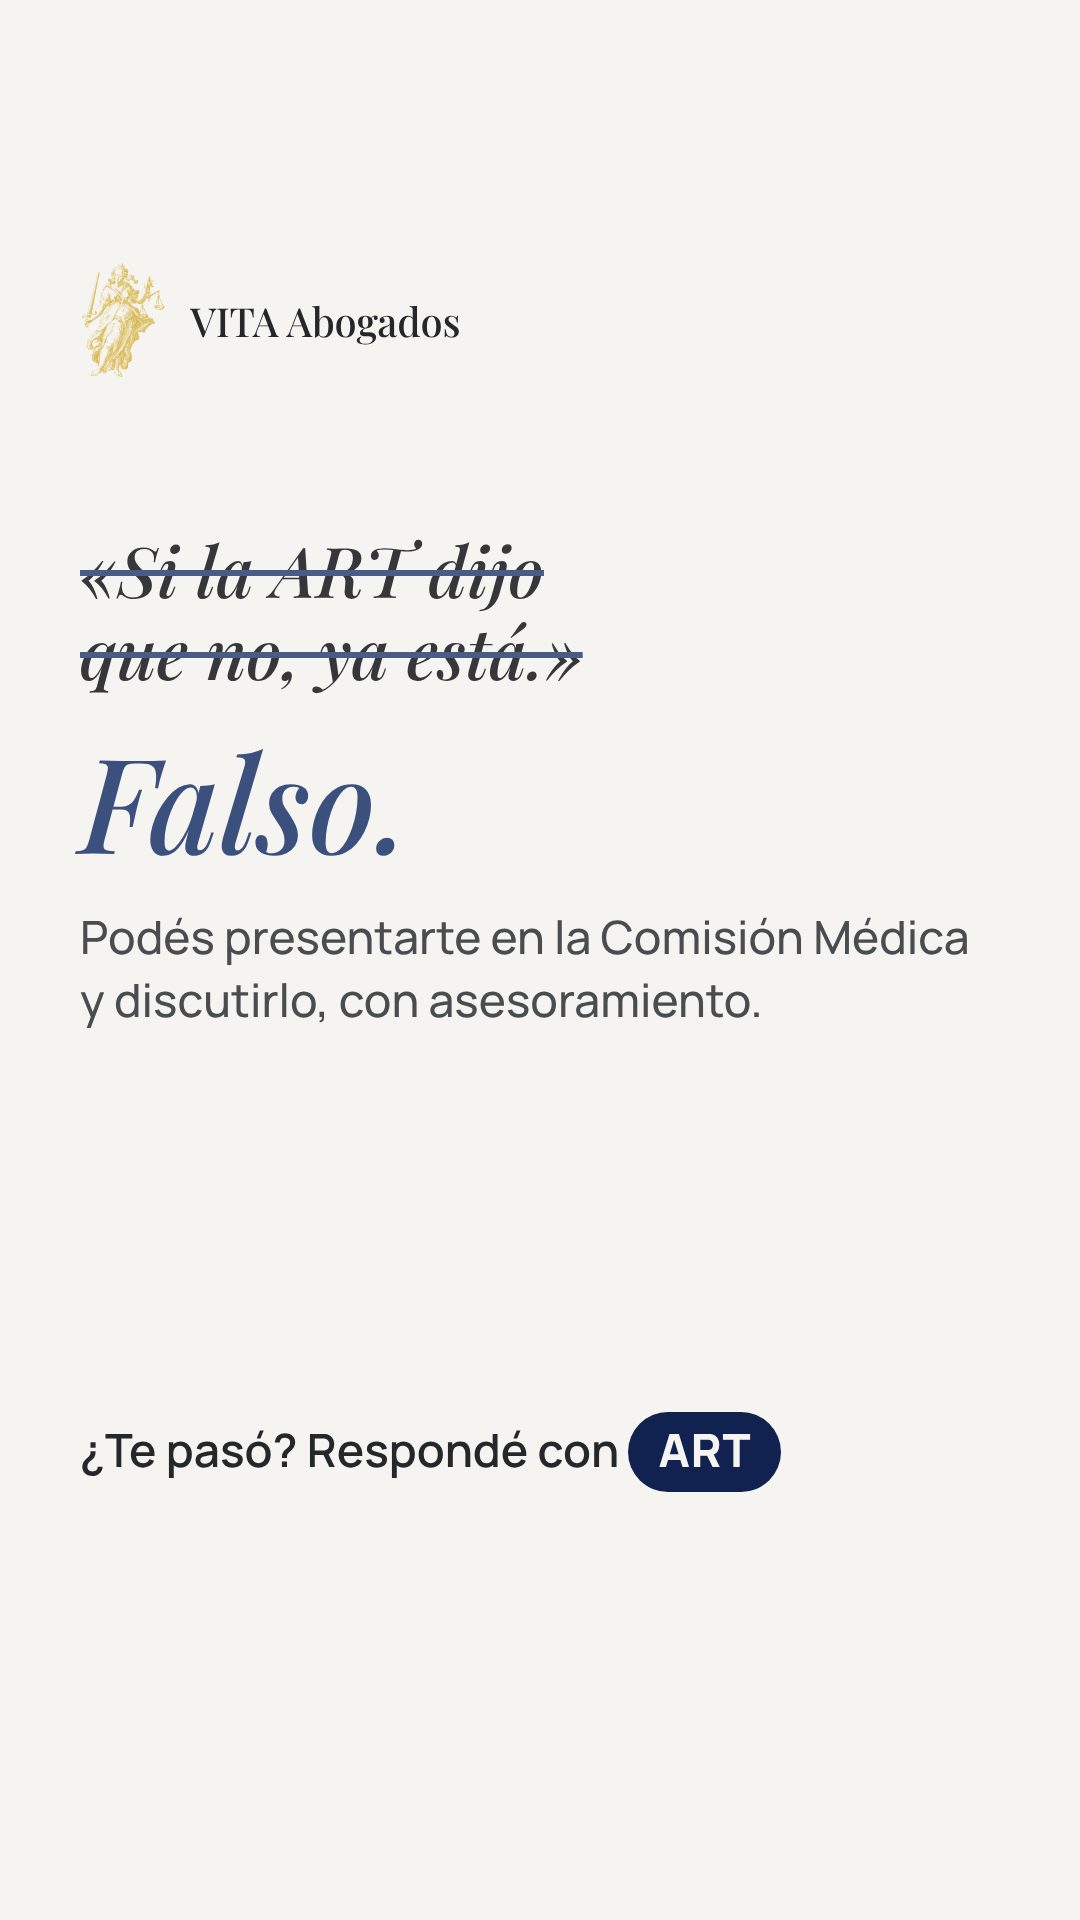 VITA Abogados
«Si la ART dijo
que no, ya está.»
Falso.
Podés presentarte en la Comisión Médica
y discutirlo, con asesoramiento.
¿Te pasó? Respondé con ART